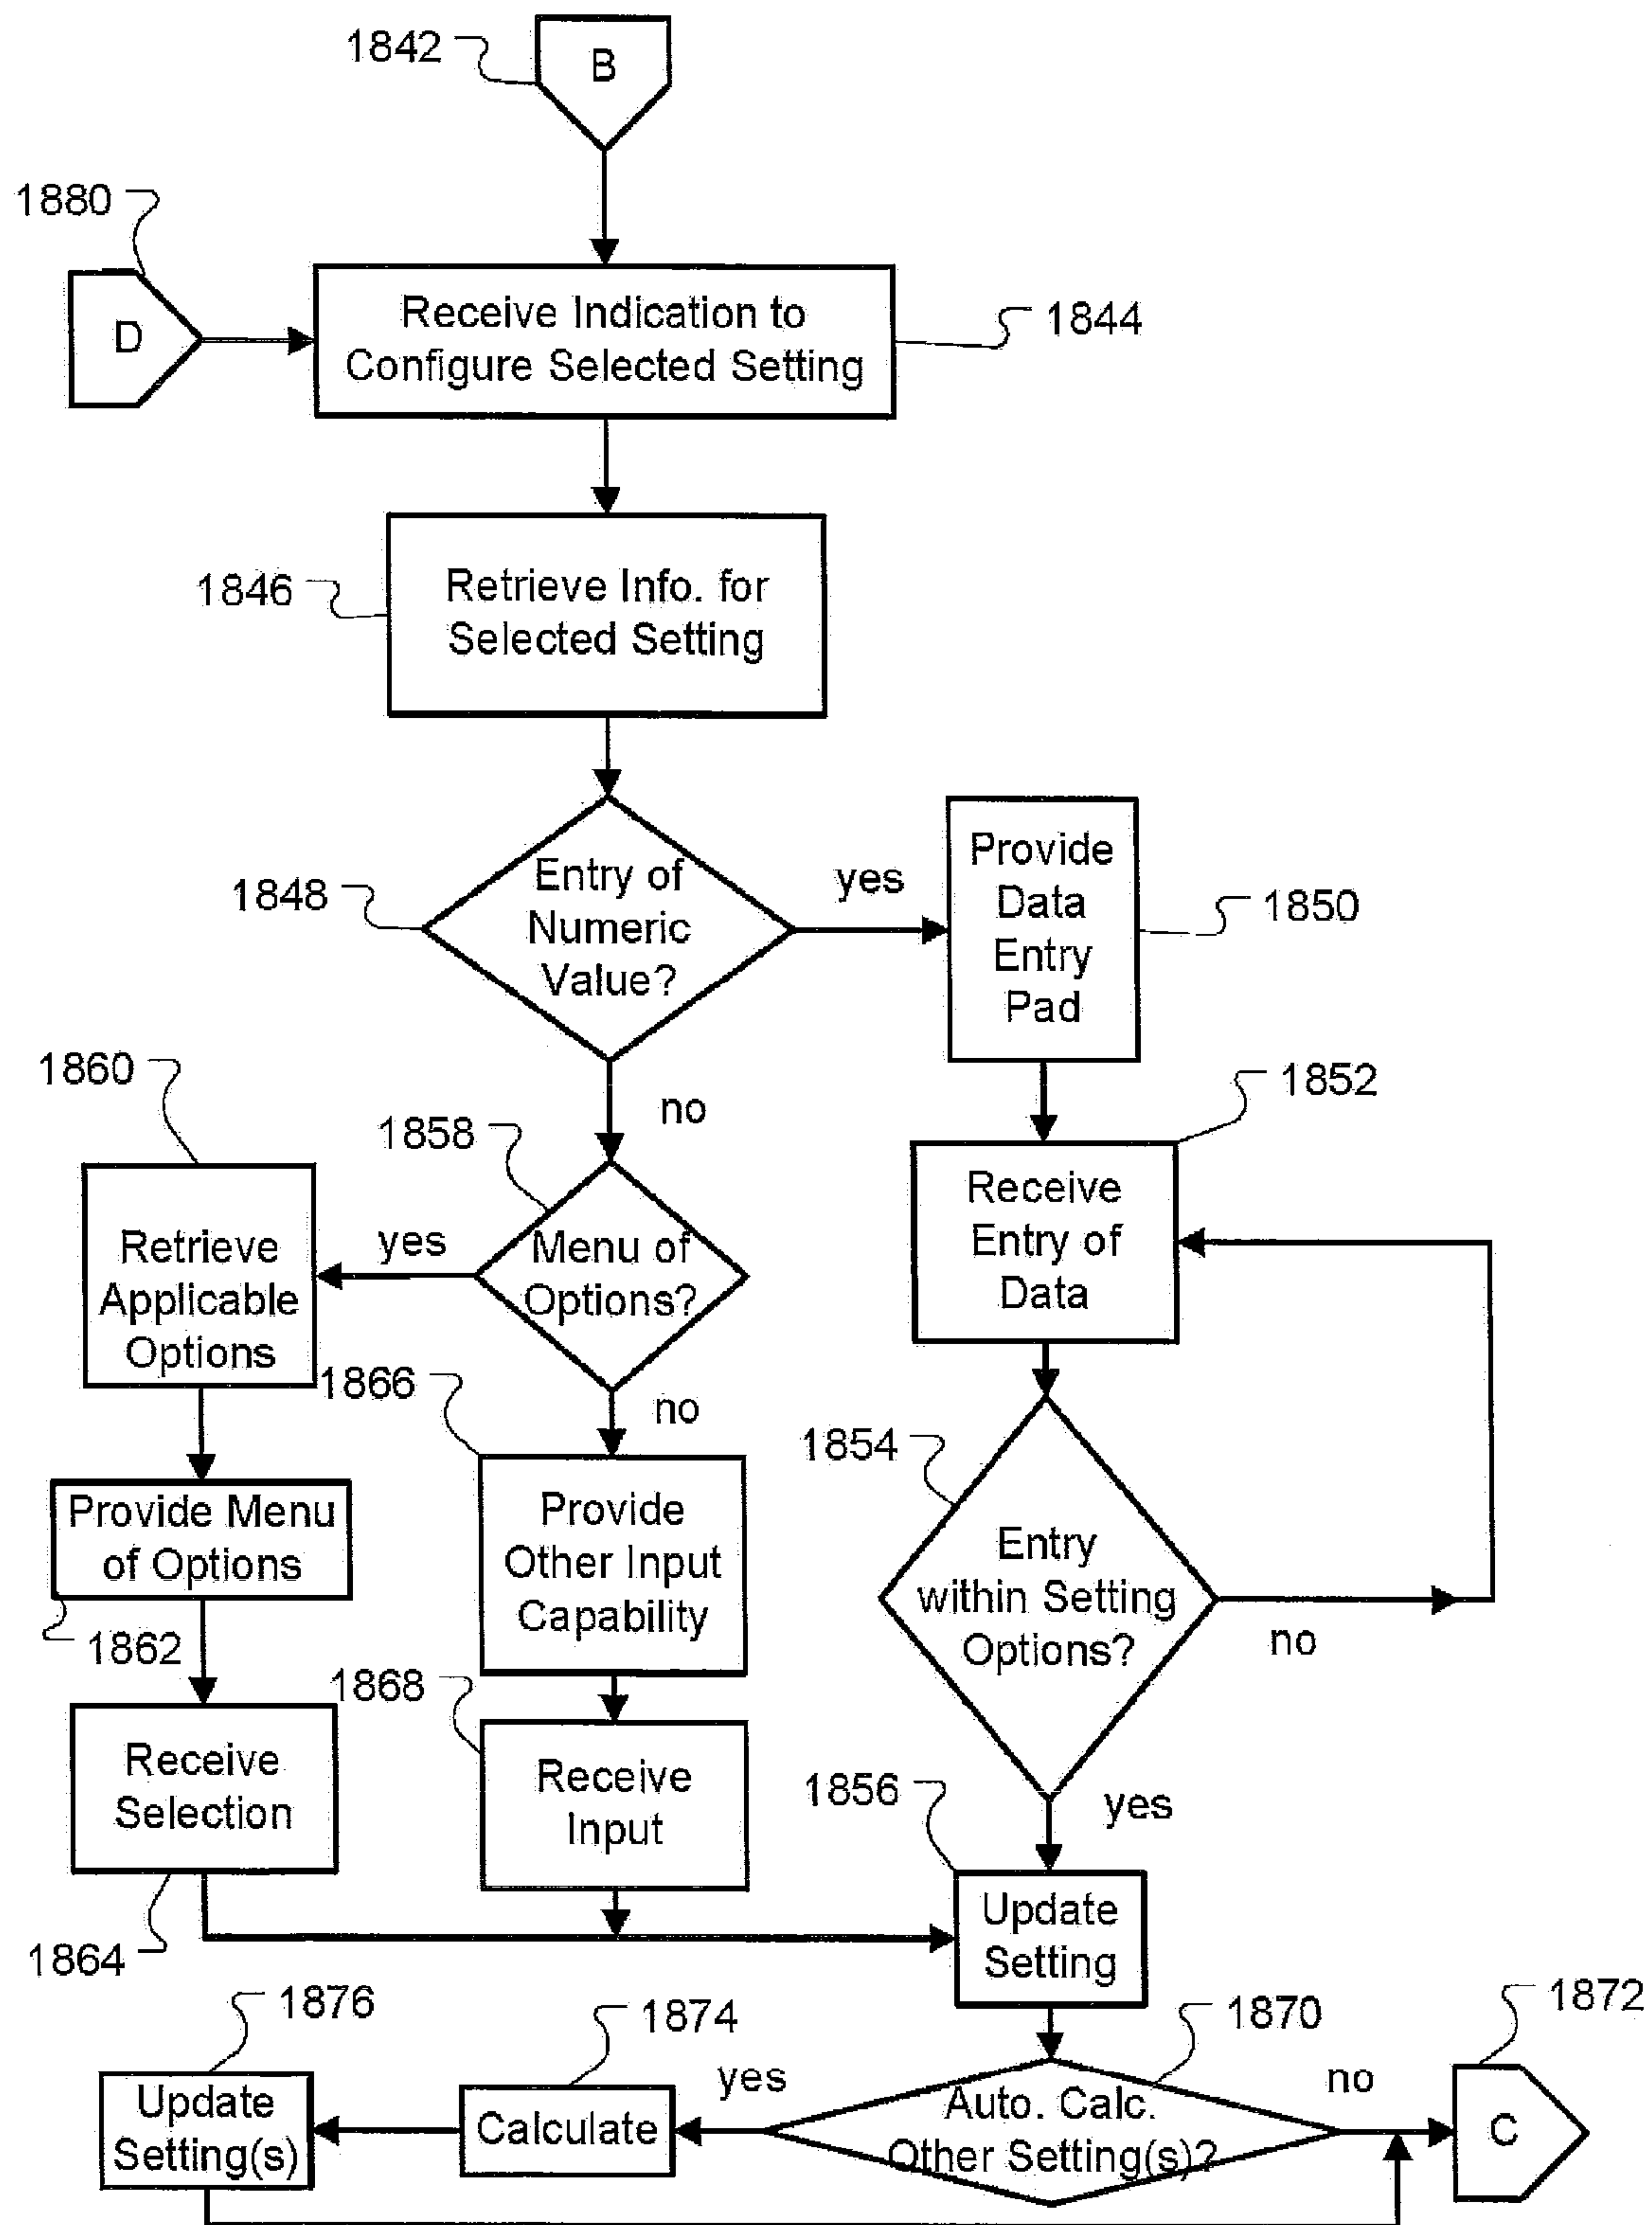 1842
B
1880
D
Receive Indication to
Configure Selected Setting
1844
1846
Retrieve Info. for
Selected Setting
1848
Entry of
Numeric
Value?
yes
Provide
Data
Entry
Pad
1850
no
1852
Receive
Entry of
Data
1858
Menu of
Options?
yes
1860
Retrieve
Applicable
Options
no
1866
Provide
Other Input
Capability
1854
Entry
within Setting
Options?
no
Provide Menu
of Options
1862
1868
Receive
Input
Receive
Selection
1864
yes
1856
Update
Setting
1870
Auto. Calc.
Other Setting(s)?
no
1872
C
yes
1874
Calculate
1876
Update
Setting(s)